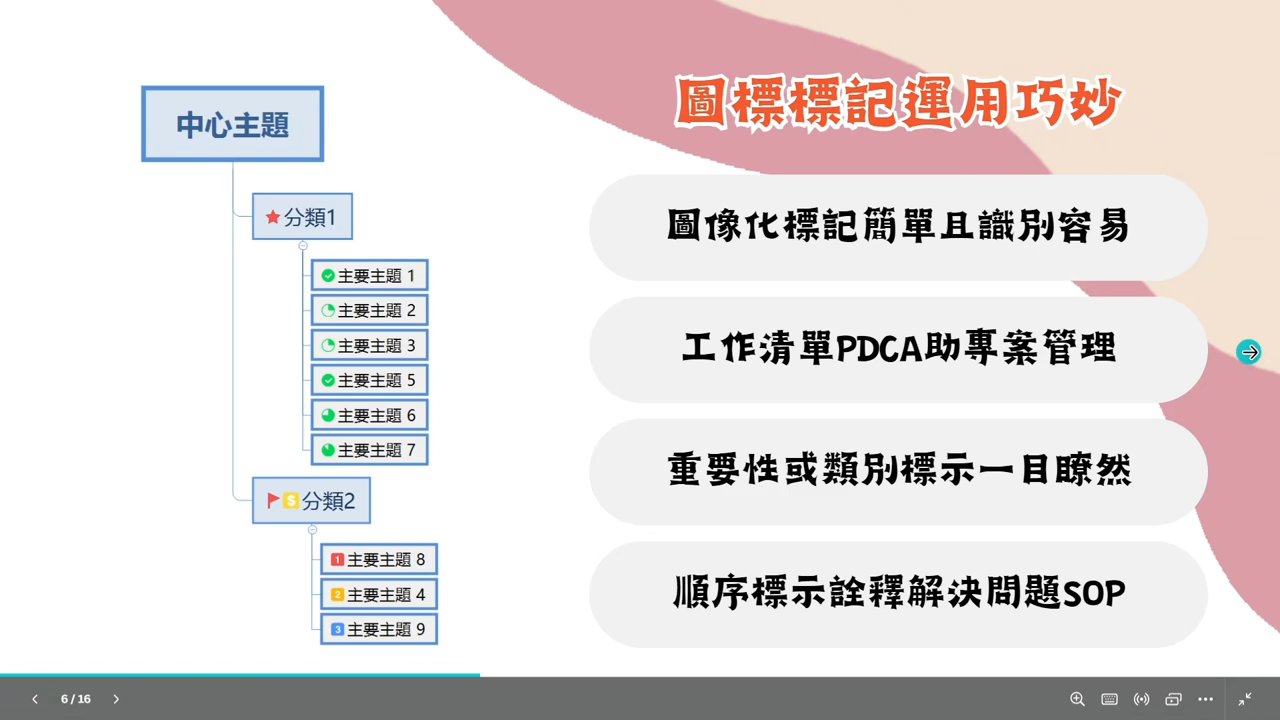 圖標標記運用巧妙
中心主題
分類1
主要主題 1
主要主題 2
主要主題 3
主要主題 5
主要主題 6
主要主題 7
S分類2
1 主要主題 8
2 主要主題 4
3 主要主題 9
圖像化標記簡單且識別容易
工作清單PDCA助專案管理
重要性或類別標示一目瞭然
順序標示詮釋解決問題SOP
6 / 16